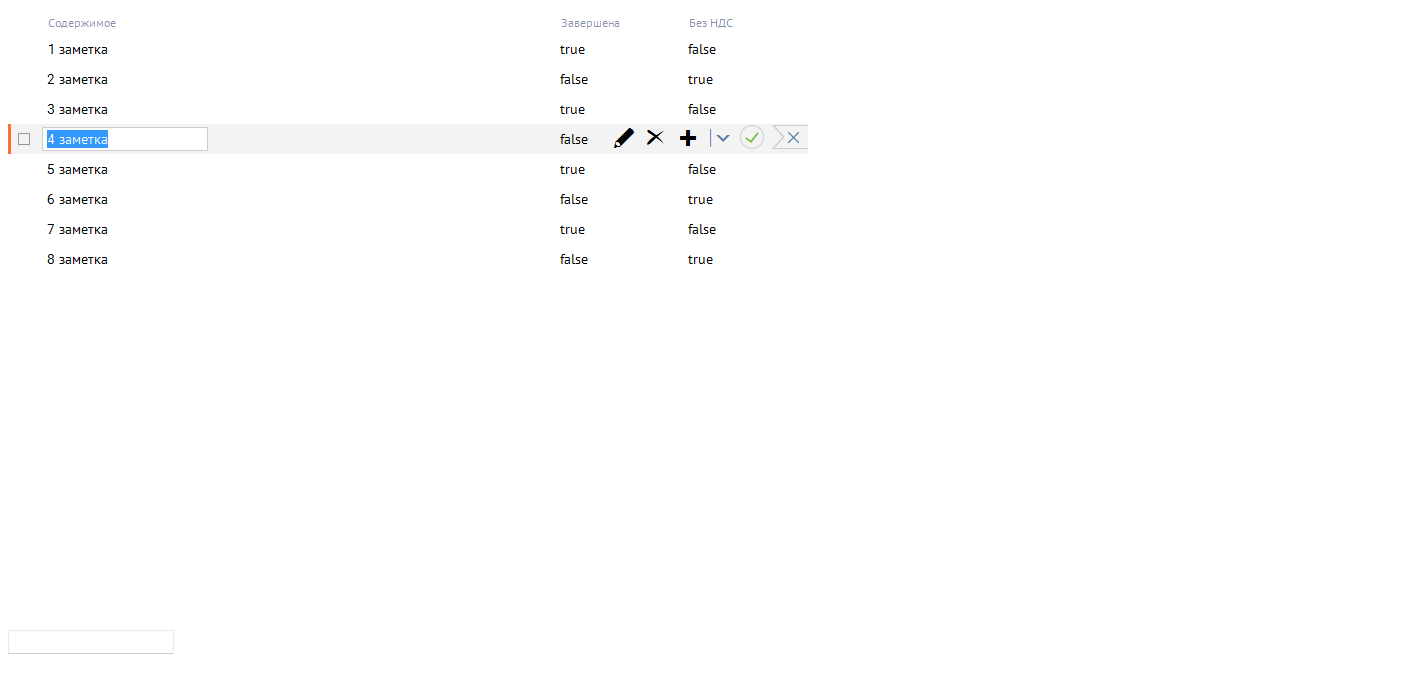 Содержимое Завершена Без НДС
1 заметка true false
2 заметка false true
3 заметка true false
4 заметка false
5 заметка true false
6 заметка false true
7 заметка true false
8 заметка false true